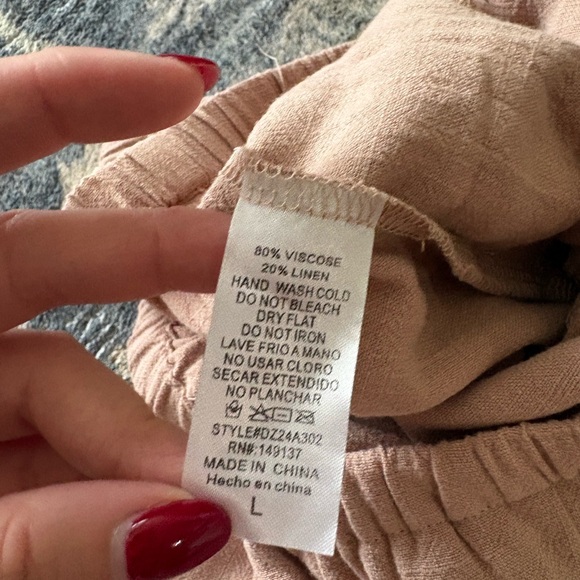 80% VISCOSE
20% LINEN
HAND WASH COLD
DO NOT BLEACH
DRY FLAT
DO NOT IRON
LAVE FRIO A MANO
NO USAR CLORO
SECAR EXTENDIDO
NO PLANCHAR
STYLE#DZ24A302
RN#:149137
MADE IN CHINA
Hecho en china
L